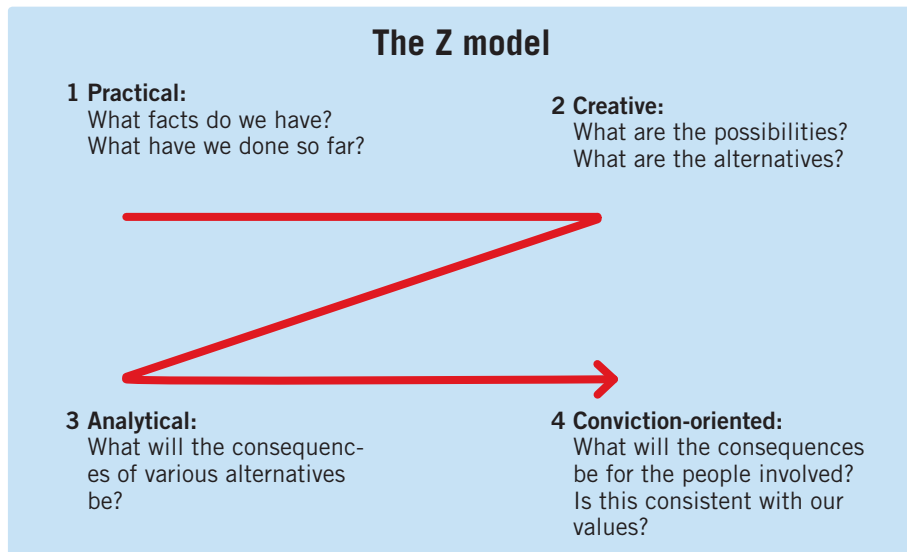 The Z model
1 Practical:
What facts do we have?
What have we done so far?
2 Creative:
What are the possibilities?
What are the alternatives?
3 Analytical:
What will the consequenc-
es of various alternatives
be?
4 Conviction-oriented:
What will the consequences
be for the people involved?
Is this consistent with our
values?